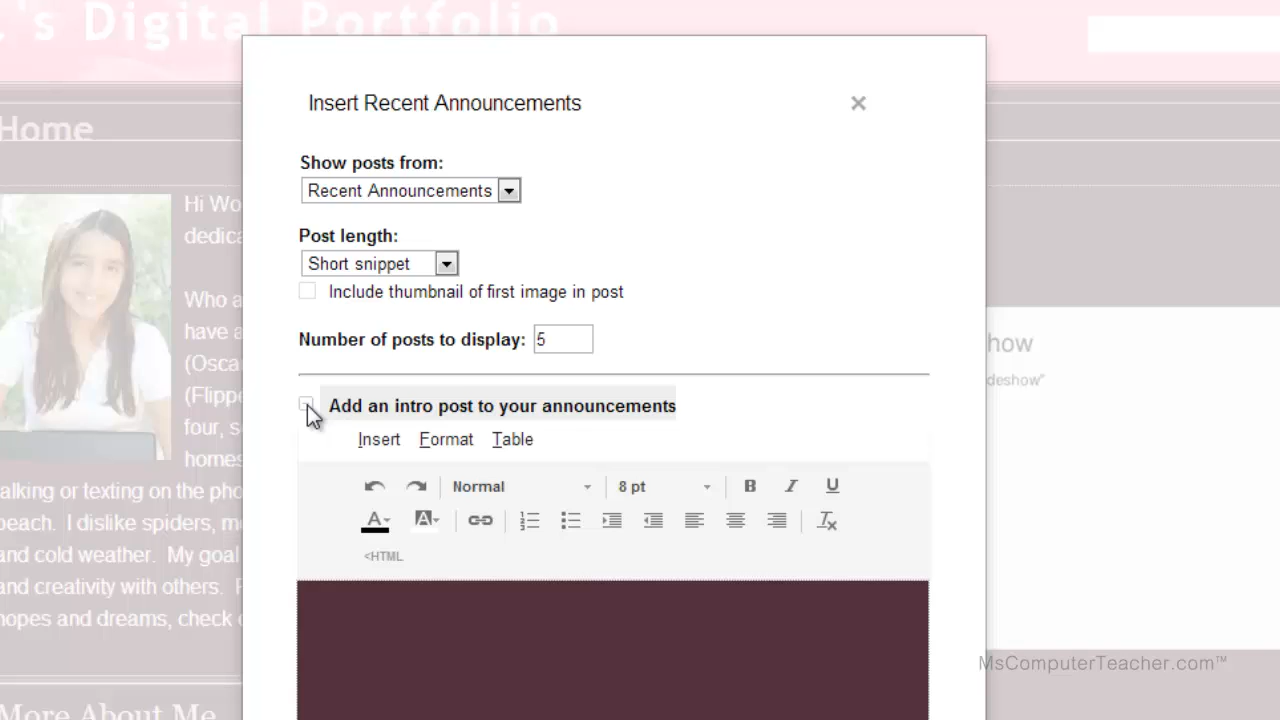 's Digital Portfolio
Insert Recent Announcements
Home
Show posts from:
Recent Announcements
Hi Wo
dedica
Post length:
Short snippet
Include thumbnail of first image in post
Who a
have a
Number of posts to display: 5
how
(Oscar
deshow"
(Flippe
Add an intro post to your announcements
four, s
Insert Format Table
homes
Normal 8 pt B I U
A A
alking or texting on the pho
beach. I dislike spiders, m
<HTML
and cold weather. My goal
and creativity with others.
hopes and dreams, check
MsComputerTeacher.com™
More About Me